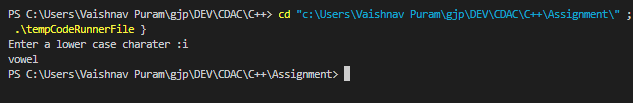 PS C:\Users\Vaishnav Puram\gjp\DEV\CDAC\C++> cd "c:\Users\Vaishnav Puram\gjp\DEV\CDAC\C++\Assignment\" ;
.\tempCodeRunnerFile }
Enter a lower case charater :i
vowel
PS C:\Users\Vaishnav Puram\gjp\DEV\CDAC\C++\Assignment>